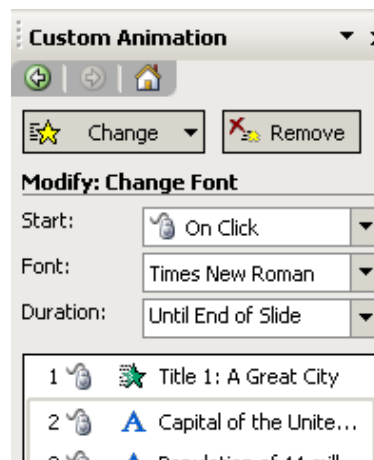 Custom Animation
Change Remove
Modify: Change Font
Start: On Click
Font: Times New Roman
Duration: Until End of Slide
1 Title 1: A Great City
2 Capital of the Unite...